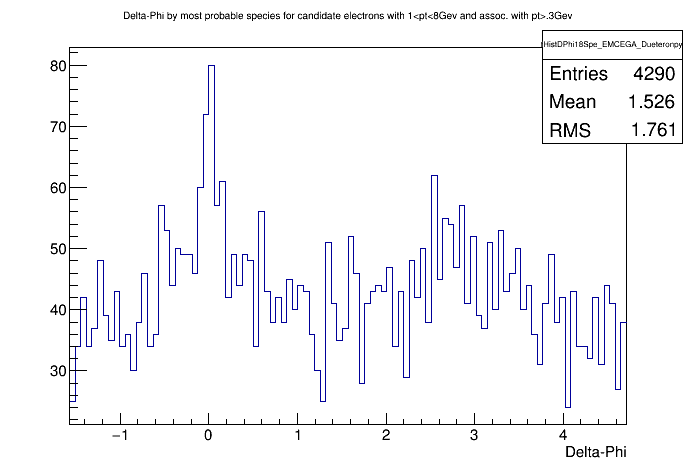 Delta-Phi by most probable species for candidate electrons with 1<pt<8Gev and assoc. with pt>.3Gev
HistDPhi18Spe_EMCEGA_Dueteronpy
Entries 4290
Mean 1.526
RMS 1.761
80
70
60
50
40
30
−1 0 1 2 3 4
Delta-Phi